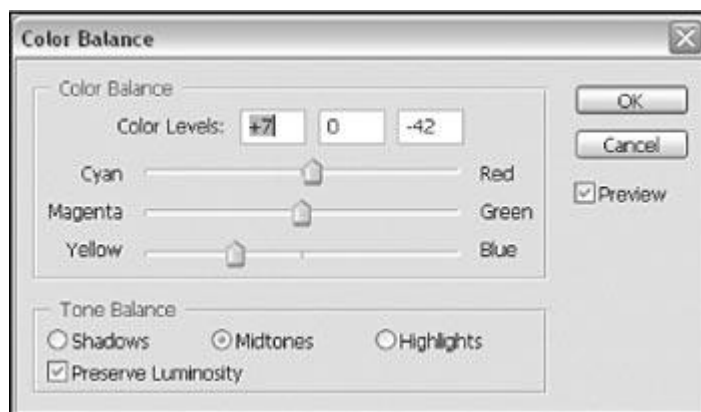 Color Balance
Color Balance
Color Levels: +7 0 -42
Cyan Red
Magenta Green
Yellow Blue
Tone Balance
Shadows Midtones Highlights
Preserve Luminosity
OK
Cancel
Preview